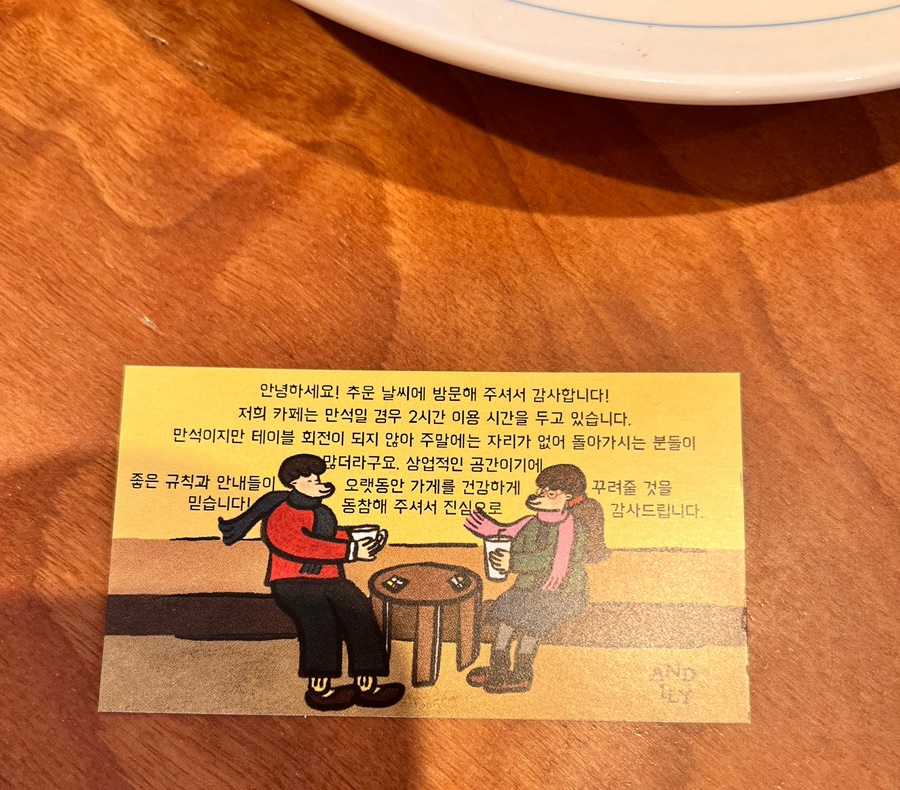 안녕하세요! 추운 날씨에 방문해 주셔서 감사합니다!
저희 카페는 만석일 경우 2시간 이용 시간을 두고 있습니다.
만석이지만 테이블 회전이 되지 않아 주말에는 자리가 없어 돌아가시는 분들이
많더라구요. 상업적인 공간이기에
좋은 규칙과 안내들이 오랫동안 가게를 건강하게 꾸려줄 것을
믿습니다! 동참해 주셔서 진심으로 감사드립니다.
AND
ILY